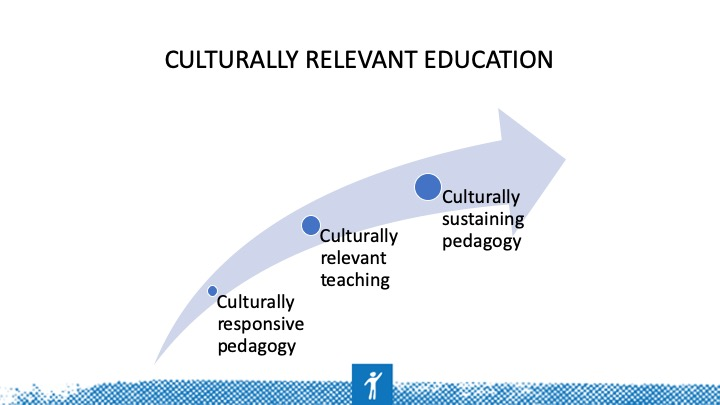 CULTURALLY RELEVANT EDUCATION
Culturally
responsive
pedagogy
Culturally
relevant
teaching
Culturally
sustaining
pedagogy